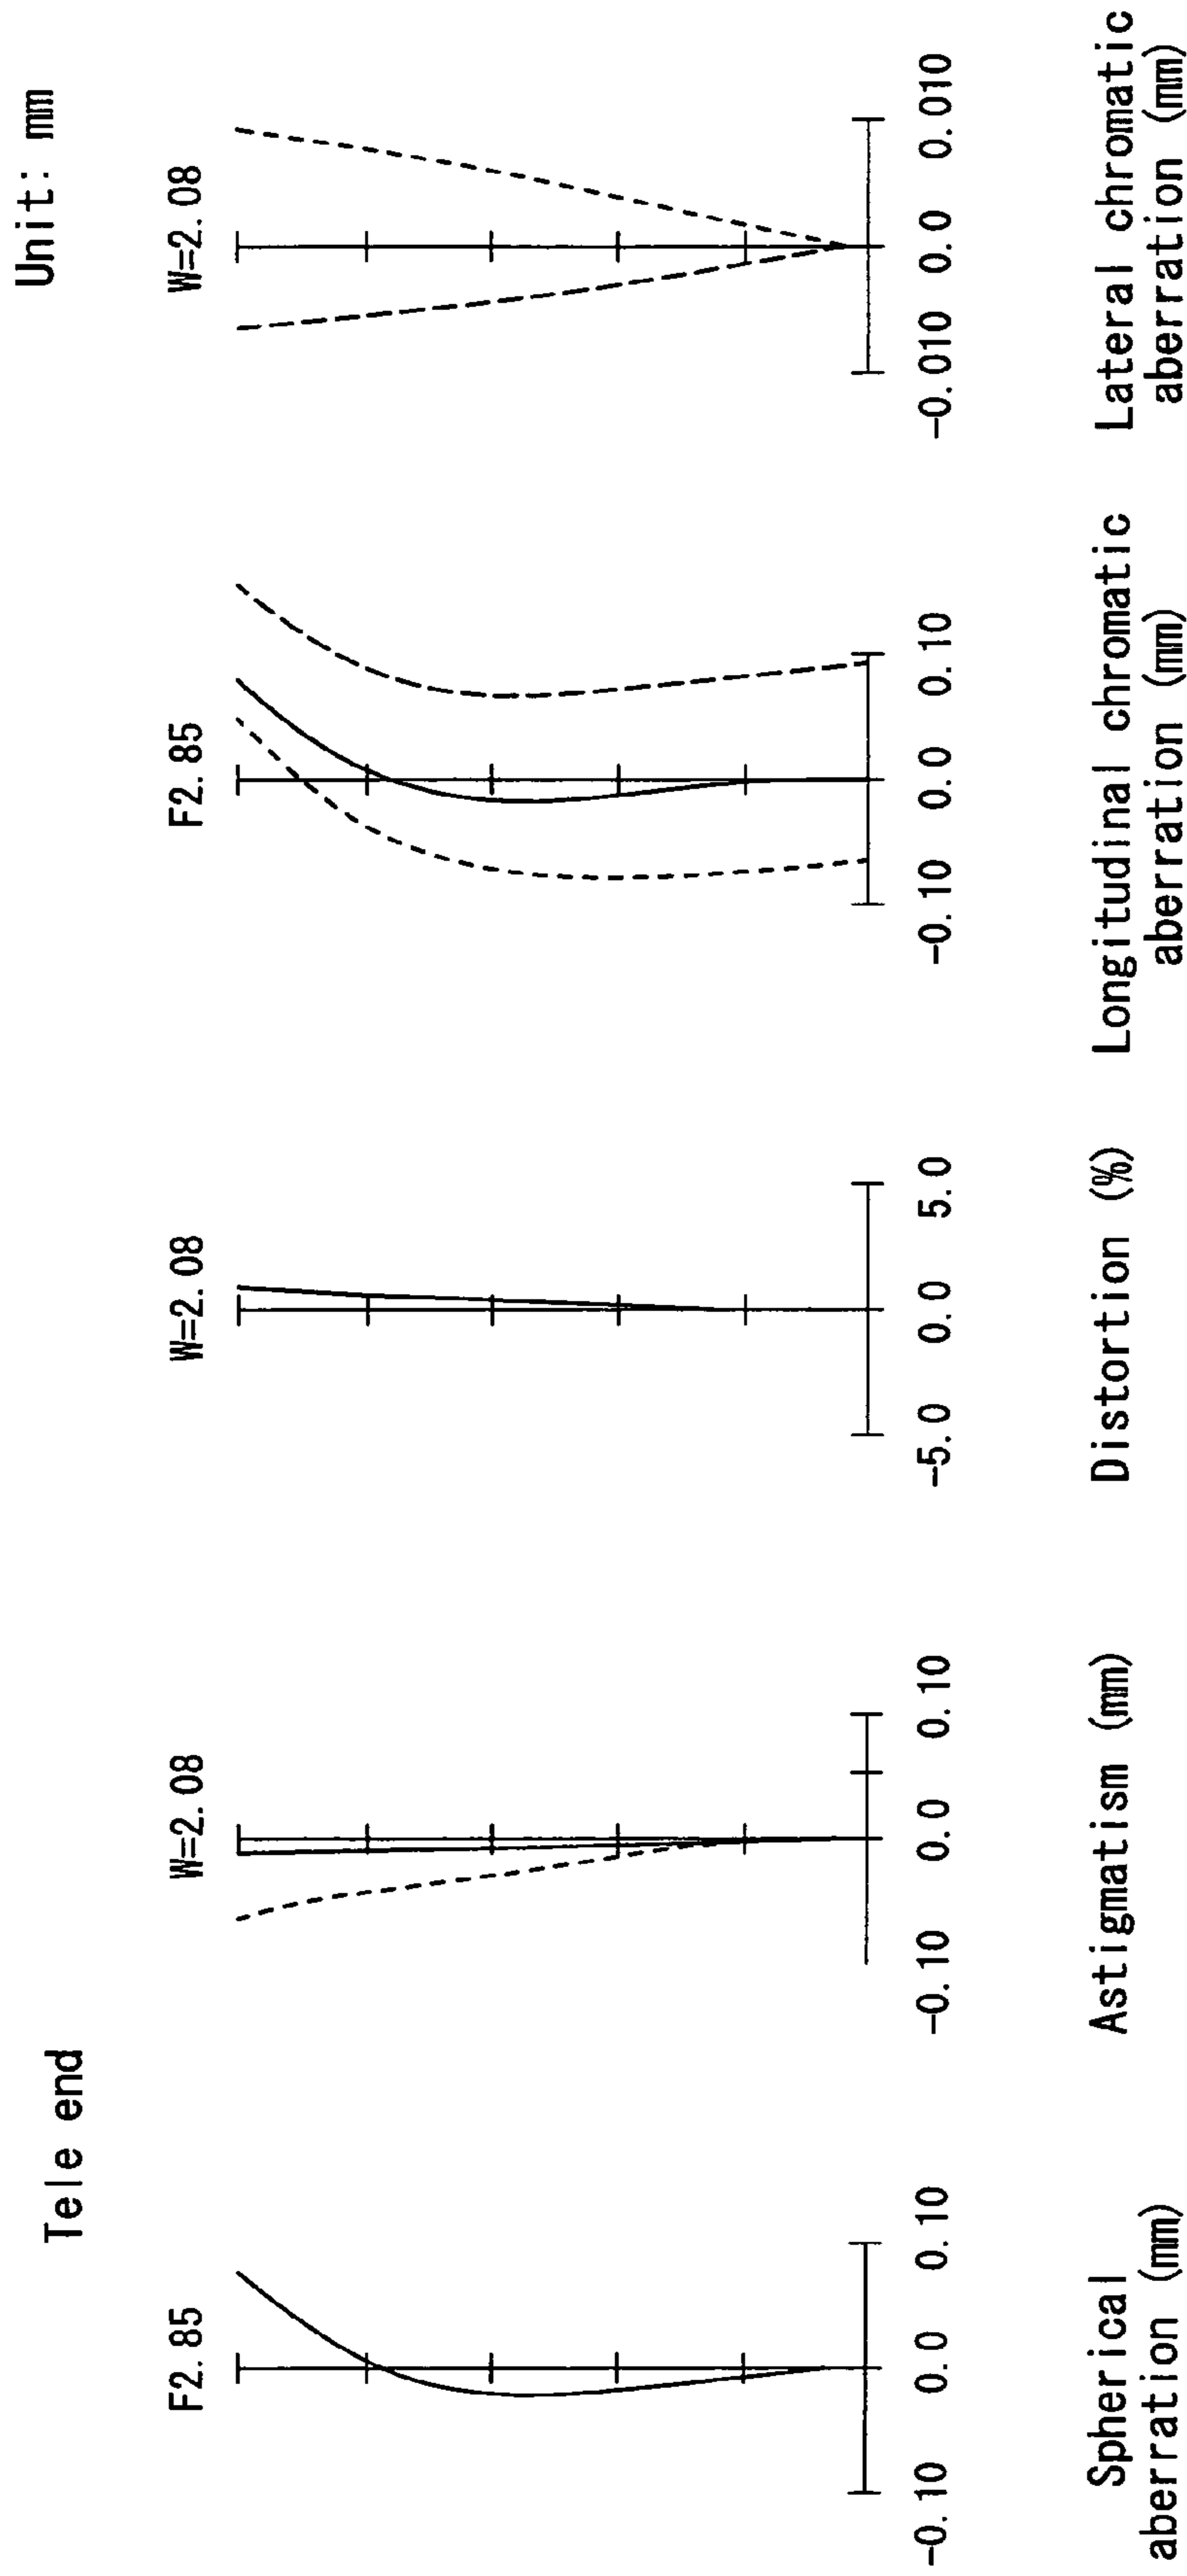 Tele end
Unit: mm
F2.85
W=2.08
W=2.08
F2.85
W=2.08
-0.10 0.0 0.10
-0.10 0.0 0.10
-5.0 0.0 5.0
-0.10 0.0 0.10
-0.010 0.0 0.010
Spherical
aberration (mm)
Astigmatism (mm)
Distortion (%)
Longitudinal chromatic
aberration (mm)
Lateral chromatic
aberration (mm)